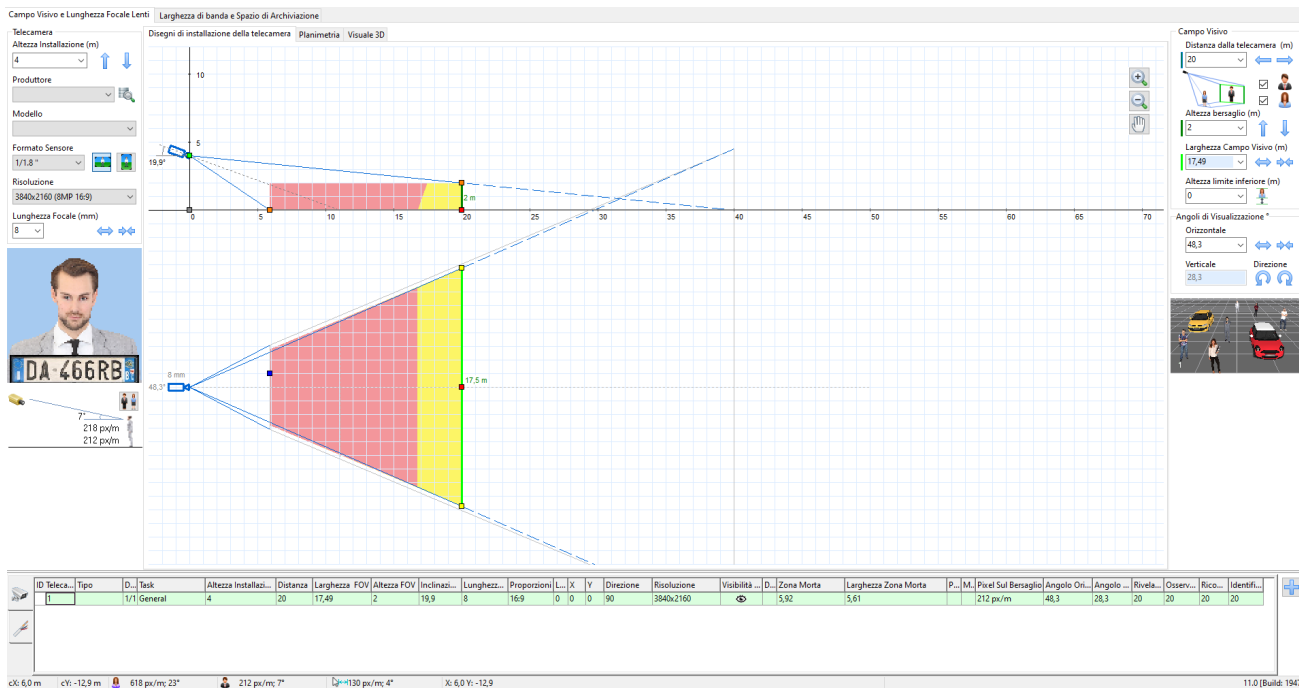 Campo Visivo e Lunghezza Focale Lenti
Larghezza di banda e Spazio di Archiviazione
Telecamera
Altezza Installazione (m)
4
Produttore
Modello
Formato Sensore
1/1.8 "
Risoluzione
3840x2160 (8MP 16:9)
Lunghezza Focale (mm)
8
DA·466RB
7°
218 px/m
212 px/m
Disegni di installazione della telecamera
Planimetria
Visuale 3D
10
5
19,9°
2 m
0 5 10 15 20 25 30 35 40 45 50 55 60 65 70
8 mm
48,3°
17,5 m
Campo Visivo
Distanza dalla telecamera (m)
20
Altezza bersaglio (m)
2
Larghezza Campo Visivo (m)
17,49
Altezza limite inferiore (m)
0
Angoli di Visualizzazione *
Orizzontale
48,3
Verticale Direzione
28,3
1
ID Teleca... Tipo D... Task Altezza Installazi... Distanza Larghezza FOV Altezza FOV Inclinazi... Lunghezz... Proporzioni L... X Y Direzione Risoluzione Visibilità ... D... Zona Morta Larghezza Zona Morta P... M... Pixel Sul Bersaglio Angolo Ori... Angolo ... Rivela... Osserv... Rico... Identifi...
1 1/1 General 4 20 17,49 2 19,9 8 16:9 0 0 0 90 3840x2160 5,92 5,61 212 px/m 48,3 28,3 20 20 20 20
cX: 6,0 m cY: -12,9 m 618 px/m; 23° 212 px/m; 7° 130 px/m; 4° X: 6,0 Y: -12,9 11.0 [Build: 1947